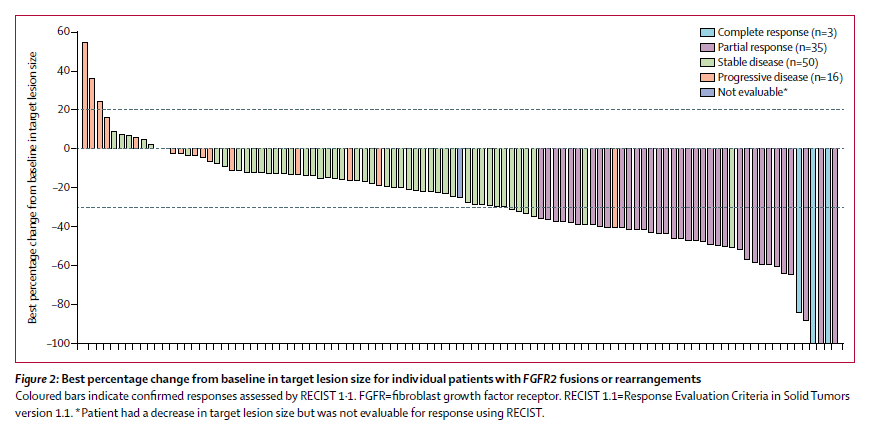 Best percentage change from baseline in target lesion size
60
40
20
0
−20
−40
−60
−80
−100
Complete response (n=3)
Partial response (n=35)
Stable disease (n=50)
Progressive disease (n=16)
Not evaluable*
Figure 2: Best percentage change from baseline in target lesion size for individual patients with FGFR2 fusions or rearrangements
Coloured bars indicate confirmed responses assessed by RECIST 1·1. FGFR=fibroblast growth factor receptor. RECIST 1.1=Response Evaluation Criteria in Solid Tumors
version 1.1. *Patient had a decrease in target lesion size but was not evaluable for response using RECIST.